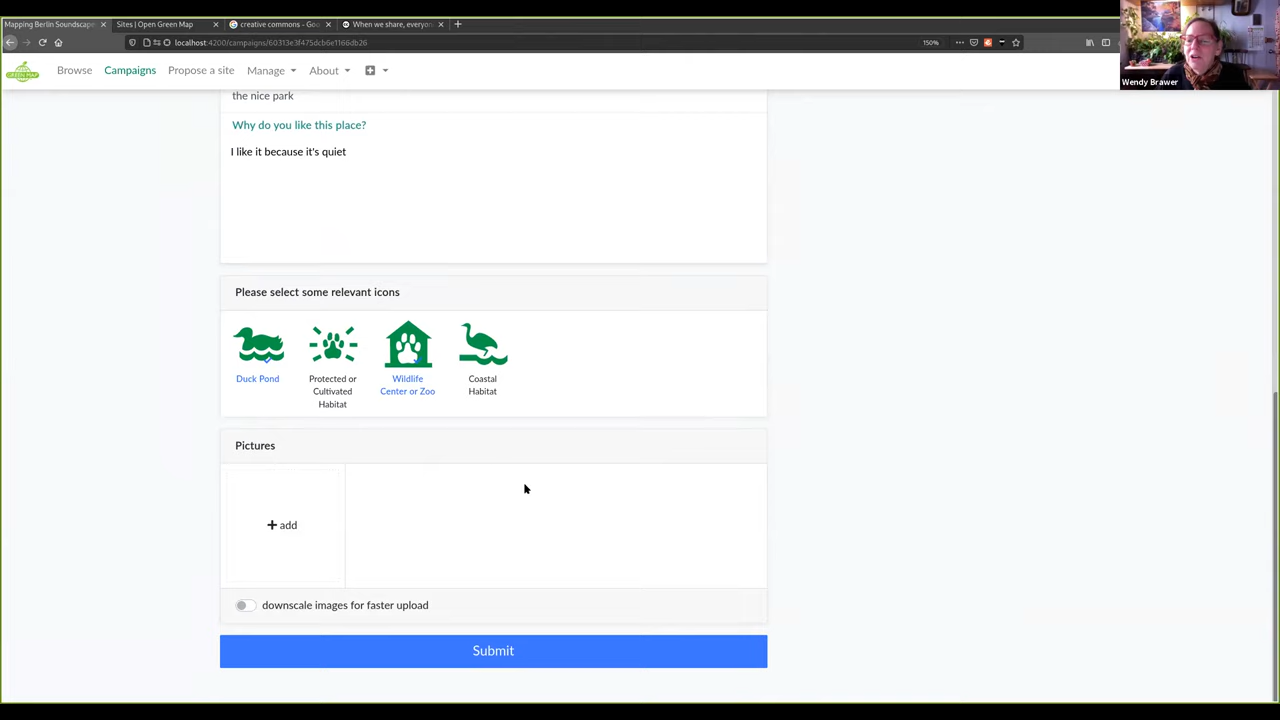 Mapping Berlin Soundscape
Sites | Open Green Map
creative commons - Goo
When we share, everyon
localhost:4200/campaigns/60313e3f475dcb6e1166db26
150%
GREEN MAP
Browse
Campaigns
Propose a site
Manage
About
Wendy Brawer
the nice park
Why do you like this place?
I like it because it's quiet
Please select some relevant icons
Duck Pond
Protected or
Cultivated
Habitat
Wildlife
Center or Zoo
Coastal
Habitat
Pictures
+ add
downscale images for faster upload
Submit